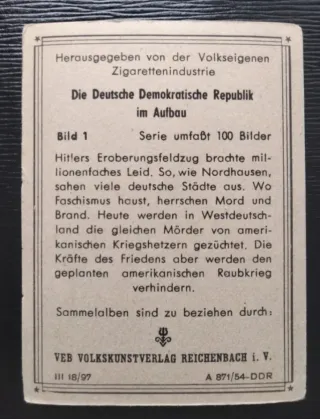 Herausgegeben von der Volkseigenen
Zigarettenindustrie
Die Deutsche Demokratische Republik
im Aufbau
Bild 1 Serie umfaßt 100 Bilder
Hitlers Eroberungsfeldzug brachte mil-
lionenfaches Leid. So, wie Nordhausen,
sahen viele deutsche Städte aus. Wo
Faschismus haust, herrschen Mord und
Brand. Heute werden in Westdeutsch-
land die gleichen Mörder von ameri-
kanischen Kriegshetzern gezüchtet. Die
Kräfte des Friedens aber werden den
geplanten amerikanischen Raubkrieg
verhindern.
Sammelalben sind zu beziehen durch:
VEB VOLKSKUNSTVERLAG REICHENBACH i. V.
III 18/97 A 871/54-DDR